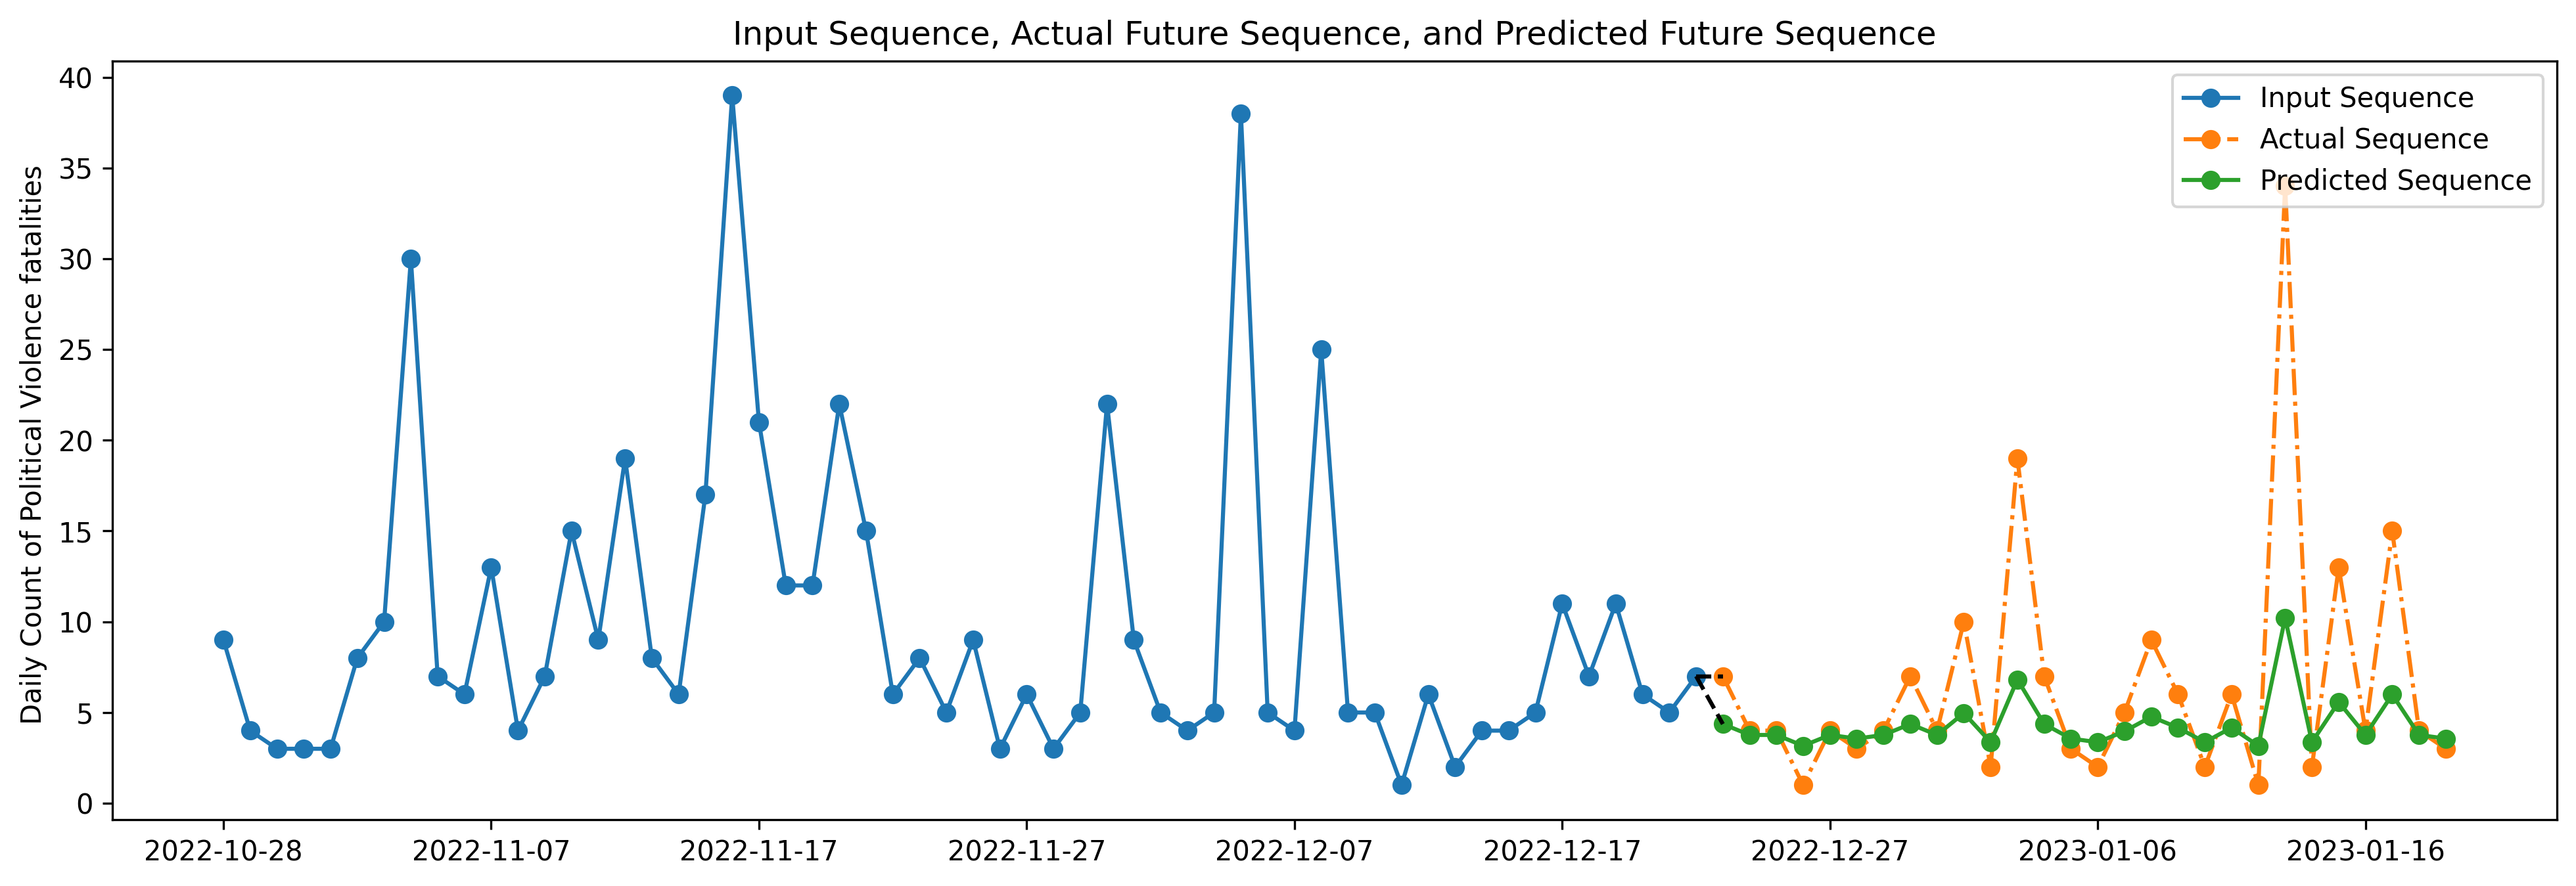 Input Sequence, Actual Future Sequence, and Predicted Future Sequence
Daily Count of Political Violence fatalities
40
35
30
25
20
15
10
5
0
Input Sequence
Actual Sequence
Predicted Sequence
2022-10-28 2022-11-07 2022-11-17 2022-11-27 2022-12-07 2022-12-17 2022-12-27 2023-01-06 2023-01-16